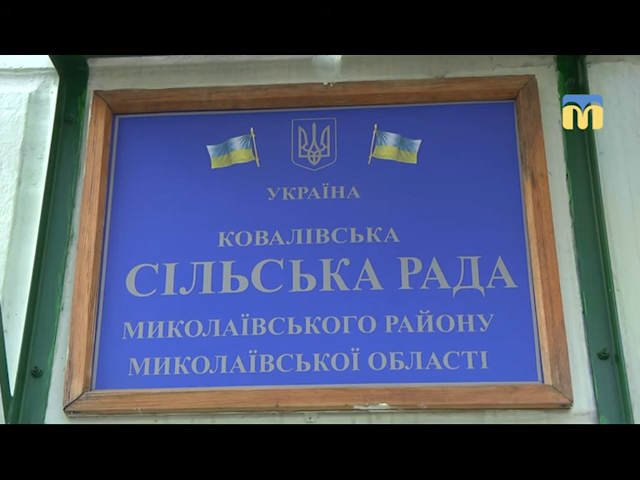 М
УКРАЇНА
КОВАЛІВСЬКА
СІЛЬСЬКА РАДА
МИКОЛАЇВСЬКОГО РАЙОНУ
МИКОЛАЇВСЬКОЇ ОБЛАСТІ